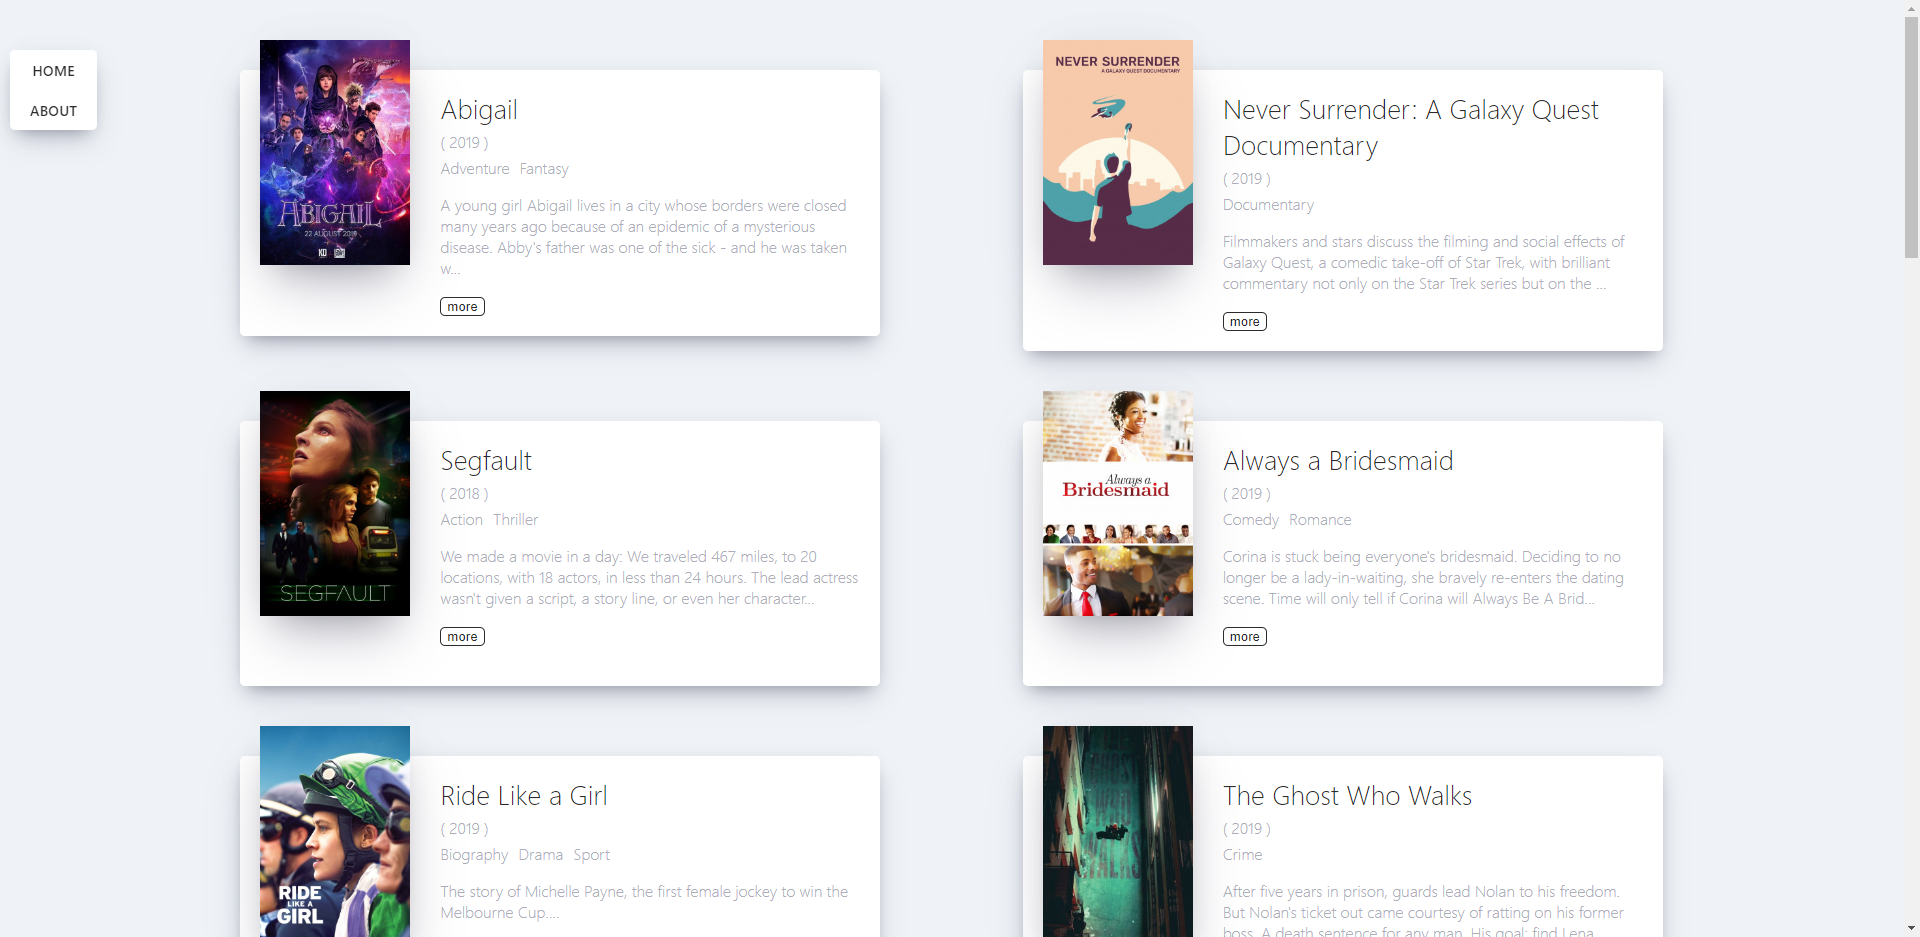 HOME
ABOUT
ABIGAIL
22 AUGUST 2019
KD
Abigail
( 2019 )
Adventure Fantasy
A young girl Abigail lives in a city whose borders were closed
many years ago because of an epidemic of a mysterious
disease. Abby's father was one of the sick - and he was taken
w...
more
NEVER SURRENDER
A GALAXY QUEST DOCUMENTARY
Never Surrender: A Galaxy Quest
Documentary
( 2019 )
Documentary
Filmmakers and stars discuss the filming and social effects of
Galaxy Quest, a comedic take-off of Star Trek, with brilliant
commentary not only on the Star Trek series but on the ...
more
SEGFAULT
Segfault
( 2018 )
Action Thriller
We made a movie in a day: We traveled 467 miles, to 20
locations, with 18 actors, in less than 24 hours. The lead actress
wasn't given a script, a story line, or even her character...
more
Always a
Bridesmaid
Always a Bridesmaid
( 2019 )
Comedy Romance
Corina is stuck being everyone's bridesmaid. Deciding to no
longer be a lady-in-waiting, she bravely re-enters the dating
scene. Time will only tell if Corina will Always Be A Brid...
more
RIDE
LIKE A
GIRL
Ride Like a Girl
( 2019 )
Biography Drama Sport
The story of Michelle Payne, the first female jockey to win the
Melbourne Cup....
GHOST
WHO
WALKS
The Ghost Who Walks
( 2019 )
Crime
After five years in prison, guards lead Nolan to his freedom.
But Nolan's ticket out came courtesy of ratting on his former
boss. A death sentence for any man. His goal: find Lena